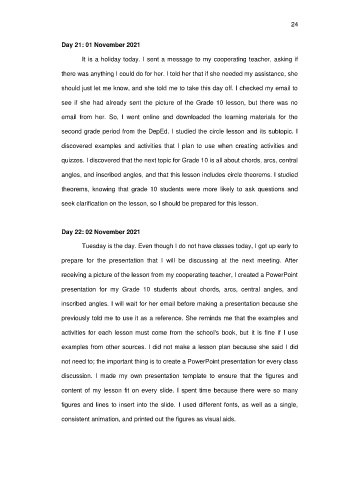 24
Day 21: 01 November 2021
It is a holiday today. I sent a message to my cooperating teacher, asking if
there was anything I could do for her. I told her that if she needed my assistance, she
should just let me know, and she told me to take this day off. I checked my email to
see if she had already sent the picture of the Grade 10 lesson, but there was no
email from her. So, I went online and downloaded the learning materials for the
second grade period from the DepEd. I studied the circle lesson and its subtopic. I
discovered examples and activities that I plan to use when creating activities and
quizzes. I discovered that the next topic for Grade 10 is all about chords, arcs, central
angles, and inscribed angles, and that this lesson includes circle theorems. I studied
theorems, knowing that grade 10 students were more likely to ask questions and
seek clarification on the lesson, so I should be prepared for this lesson.
Day 22: 02 November 2021
Tuesday is the day. Even though I do not have classes today, I got up early to
prepare for the presentation that I will be discussing at the next meeting. After
receiving a picture of the lesson from my cooperating teacher, I created a PowerPoint
presentation for my Grade 10 students about chords, arcs, central angles, and
inscribed angles. I will wait for her email before making a presentation because she
previously told me to use it as a reference. She reminds me that the examples and
activities for each lesson must come from the school's book, but it is fine if I use
examples from other sources. I did not make a lesson plan because she said I did
not need to; the important thing is to create a PowerPoint presentation for every class
discussion. I made my own presentation template to ensure that the figures and
content of my lesson fit on every slide. I spent time because there were so many
figures and lines to insert into the slide. I used different fonts, as well as a single,
consistent animation, and printed out the figures as visual aids.